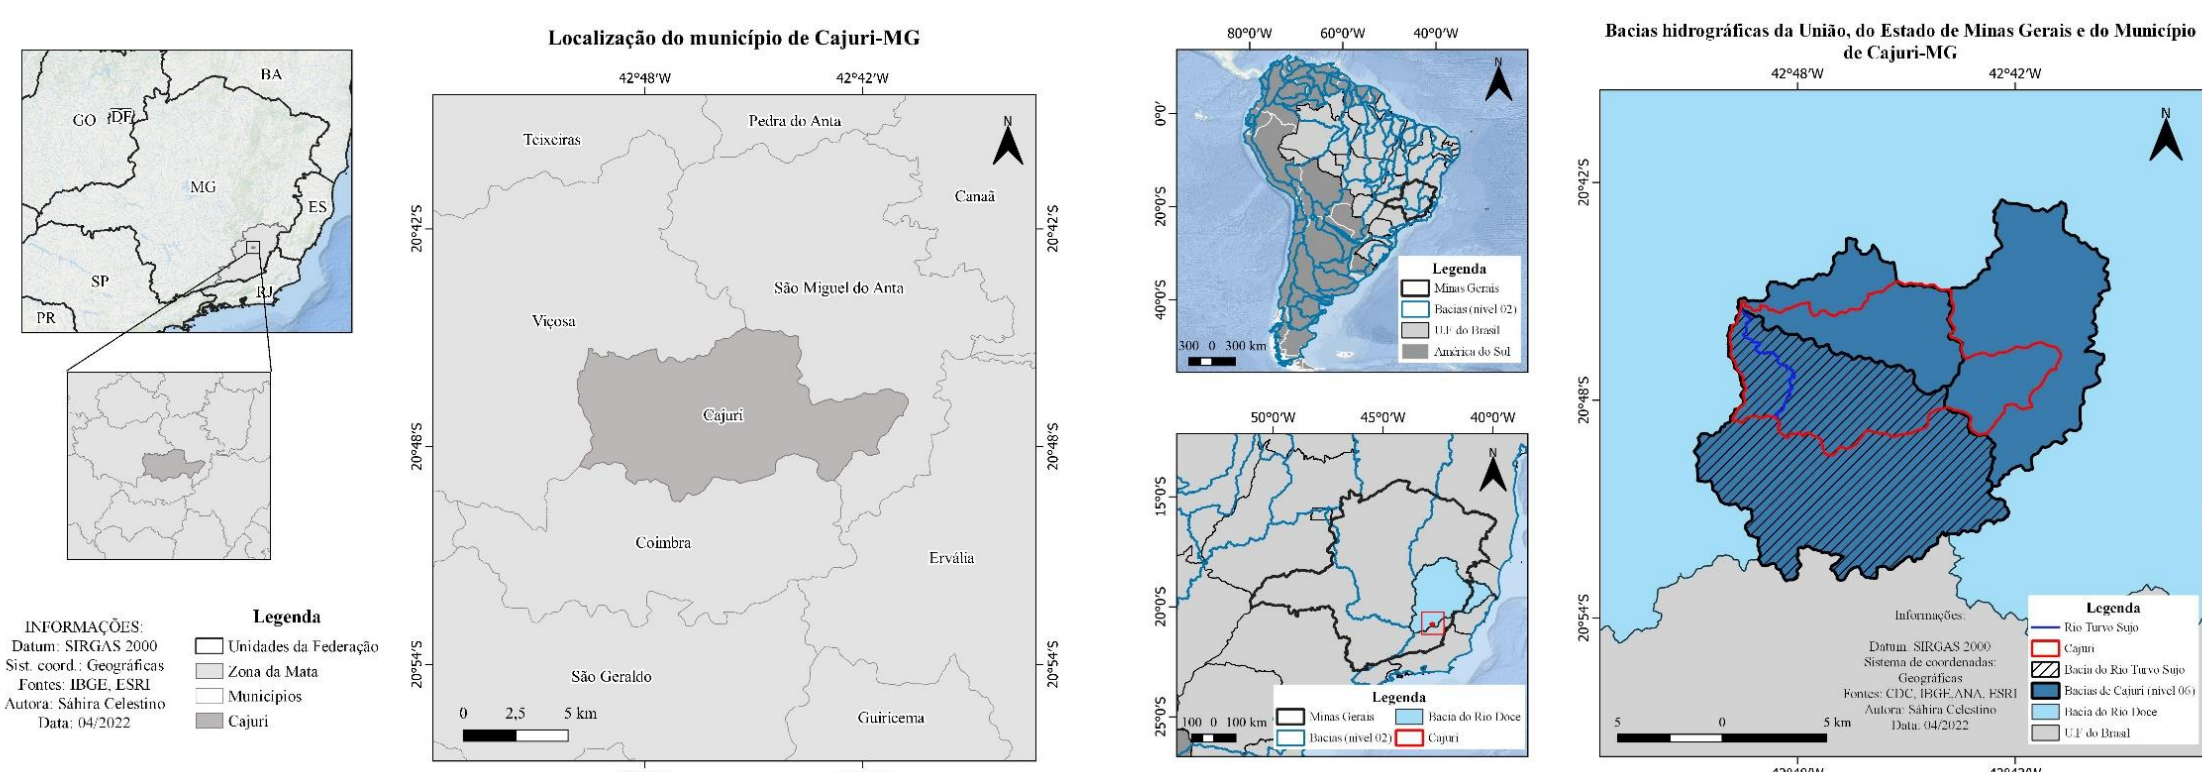 Localização do município de Cajuri-MG
BA
GO
DF
MG
ES
SP
RJ
PR
INFORMAÇÕES:
Datum: SIRGAS 2000
Sist. coord.: Geográficas
Fontes: IBGE, ESRI
Autora: Sáhira Celestino
Data: 04/2022
Legenda
Unidades da Federação
Zona da Mata
Municípios
Cajuri
42°48'W
42°42'W
N
Teixeiras
Pedra do Anta
Canaã
20°42'S
20°42'S
São Miguel do Anta
Viçosa
Cajuri
20°48'S
20°48'S
Coimbra
Ervália
20°54'S
20°54'S
São Geraldo
Guiricema
0 2,5 5 km
80°0'W
60°0'W
40°0'W
N
0°0'
20°0'S
40°0'S
Legenda
Minas Gerais
Bacias (nível 02)
U.F do Brasil
América do Sul
300 0 300 km
50°0'W
45°0'W
40°0'W
N
15°0'S
20°0'S
25°0'S
100 0 100 km
Legenda
Minas Gerais
Bacia do Rio Doce
Bacias (nível 02)
Cajuri
Bacias hidrográficas da União, do Estado de Minas Gerais e do Município
de Cajuri-MG
42°48'W
42°42'W
N
20°42'S
20°48'S
20°54'S
Informações:
Datum SIRGAS 2000
Sistema de coordenadas:
Geográficas
Fontes: CDC, IBGE,ANA, ESRI
Autora: Sáhira Celestino
Data: 04/2022
5 0 5 km
Legenda
Rio Turvo Sujo
Cajuri
Bacia do Rio Turvo Sujo
Bacias de Cajuri (nível 06)
Bacia do Rio Doce
U.F do Brasil